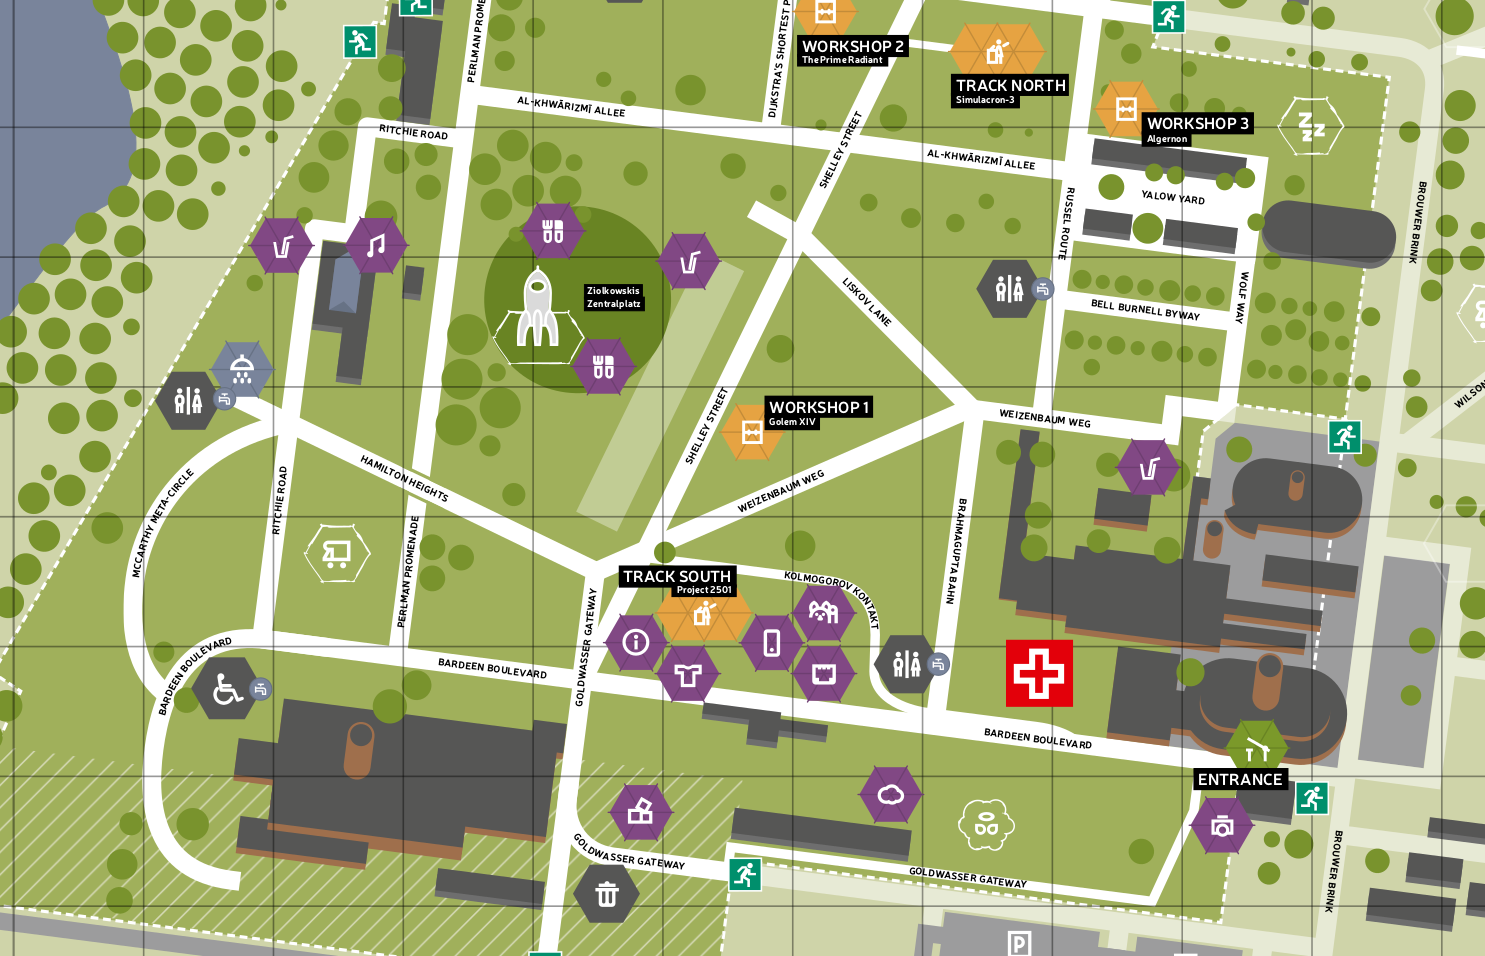 PERLMAN PROME
DIJKSTRA'S SHORTEST P
WORKSHOP 2
The Prime Radiant
TRACK NORTH
Simulacron-3
WORKSHOP 3
Algernon
AL-KHWĀRIZMĪ ALLEE
RITCHIE ROAD
SHELLEY STREET
AL-KHWĀRIZMĪ ALLEE
ZZZ
YALOW YARD
RUSSEL ROUTE
BROUWER BRINK
Ziolkowskis
Zentralplatz
LISKOV LANE
BELL BURNELL BYWAY
WOLF WAY
WORKSHOP 1
Golem XIV
SHELLEY STREET
WEIZENBAUM WEG
WILSON
HAMILTON HEIGHTS
WEIZENBAUM WEG
MCCARTHY META-CIRCLE
RITCHIE ROAD
PERLMAN PROMENADE
BRAHMAGUPTA BAHN
TRACK SOUTH
Project 2501
KOLMOGOROV KONTAKT
GOLDWASSER GATEWAY
BARDEEN BOULEVARD
BARDEEN BOULEVARD
BARDEEN BOULEVARD
ENTRANCE
GOLDWASSER GATEWAY
GOLDWASSER GATEWAY
BROUWER BRINK
P